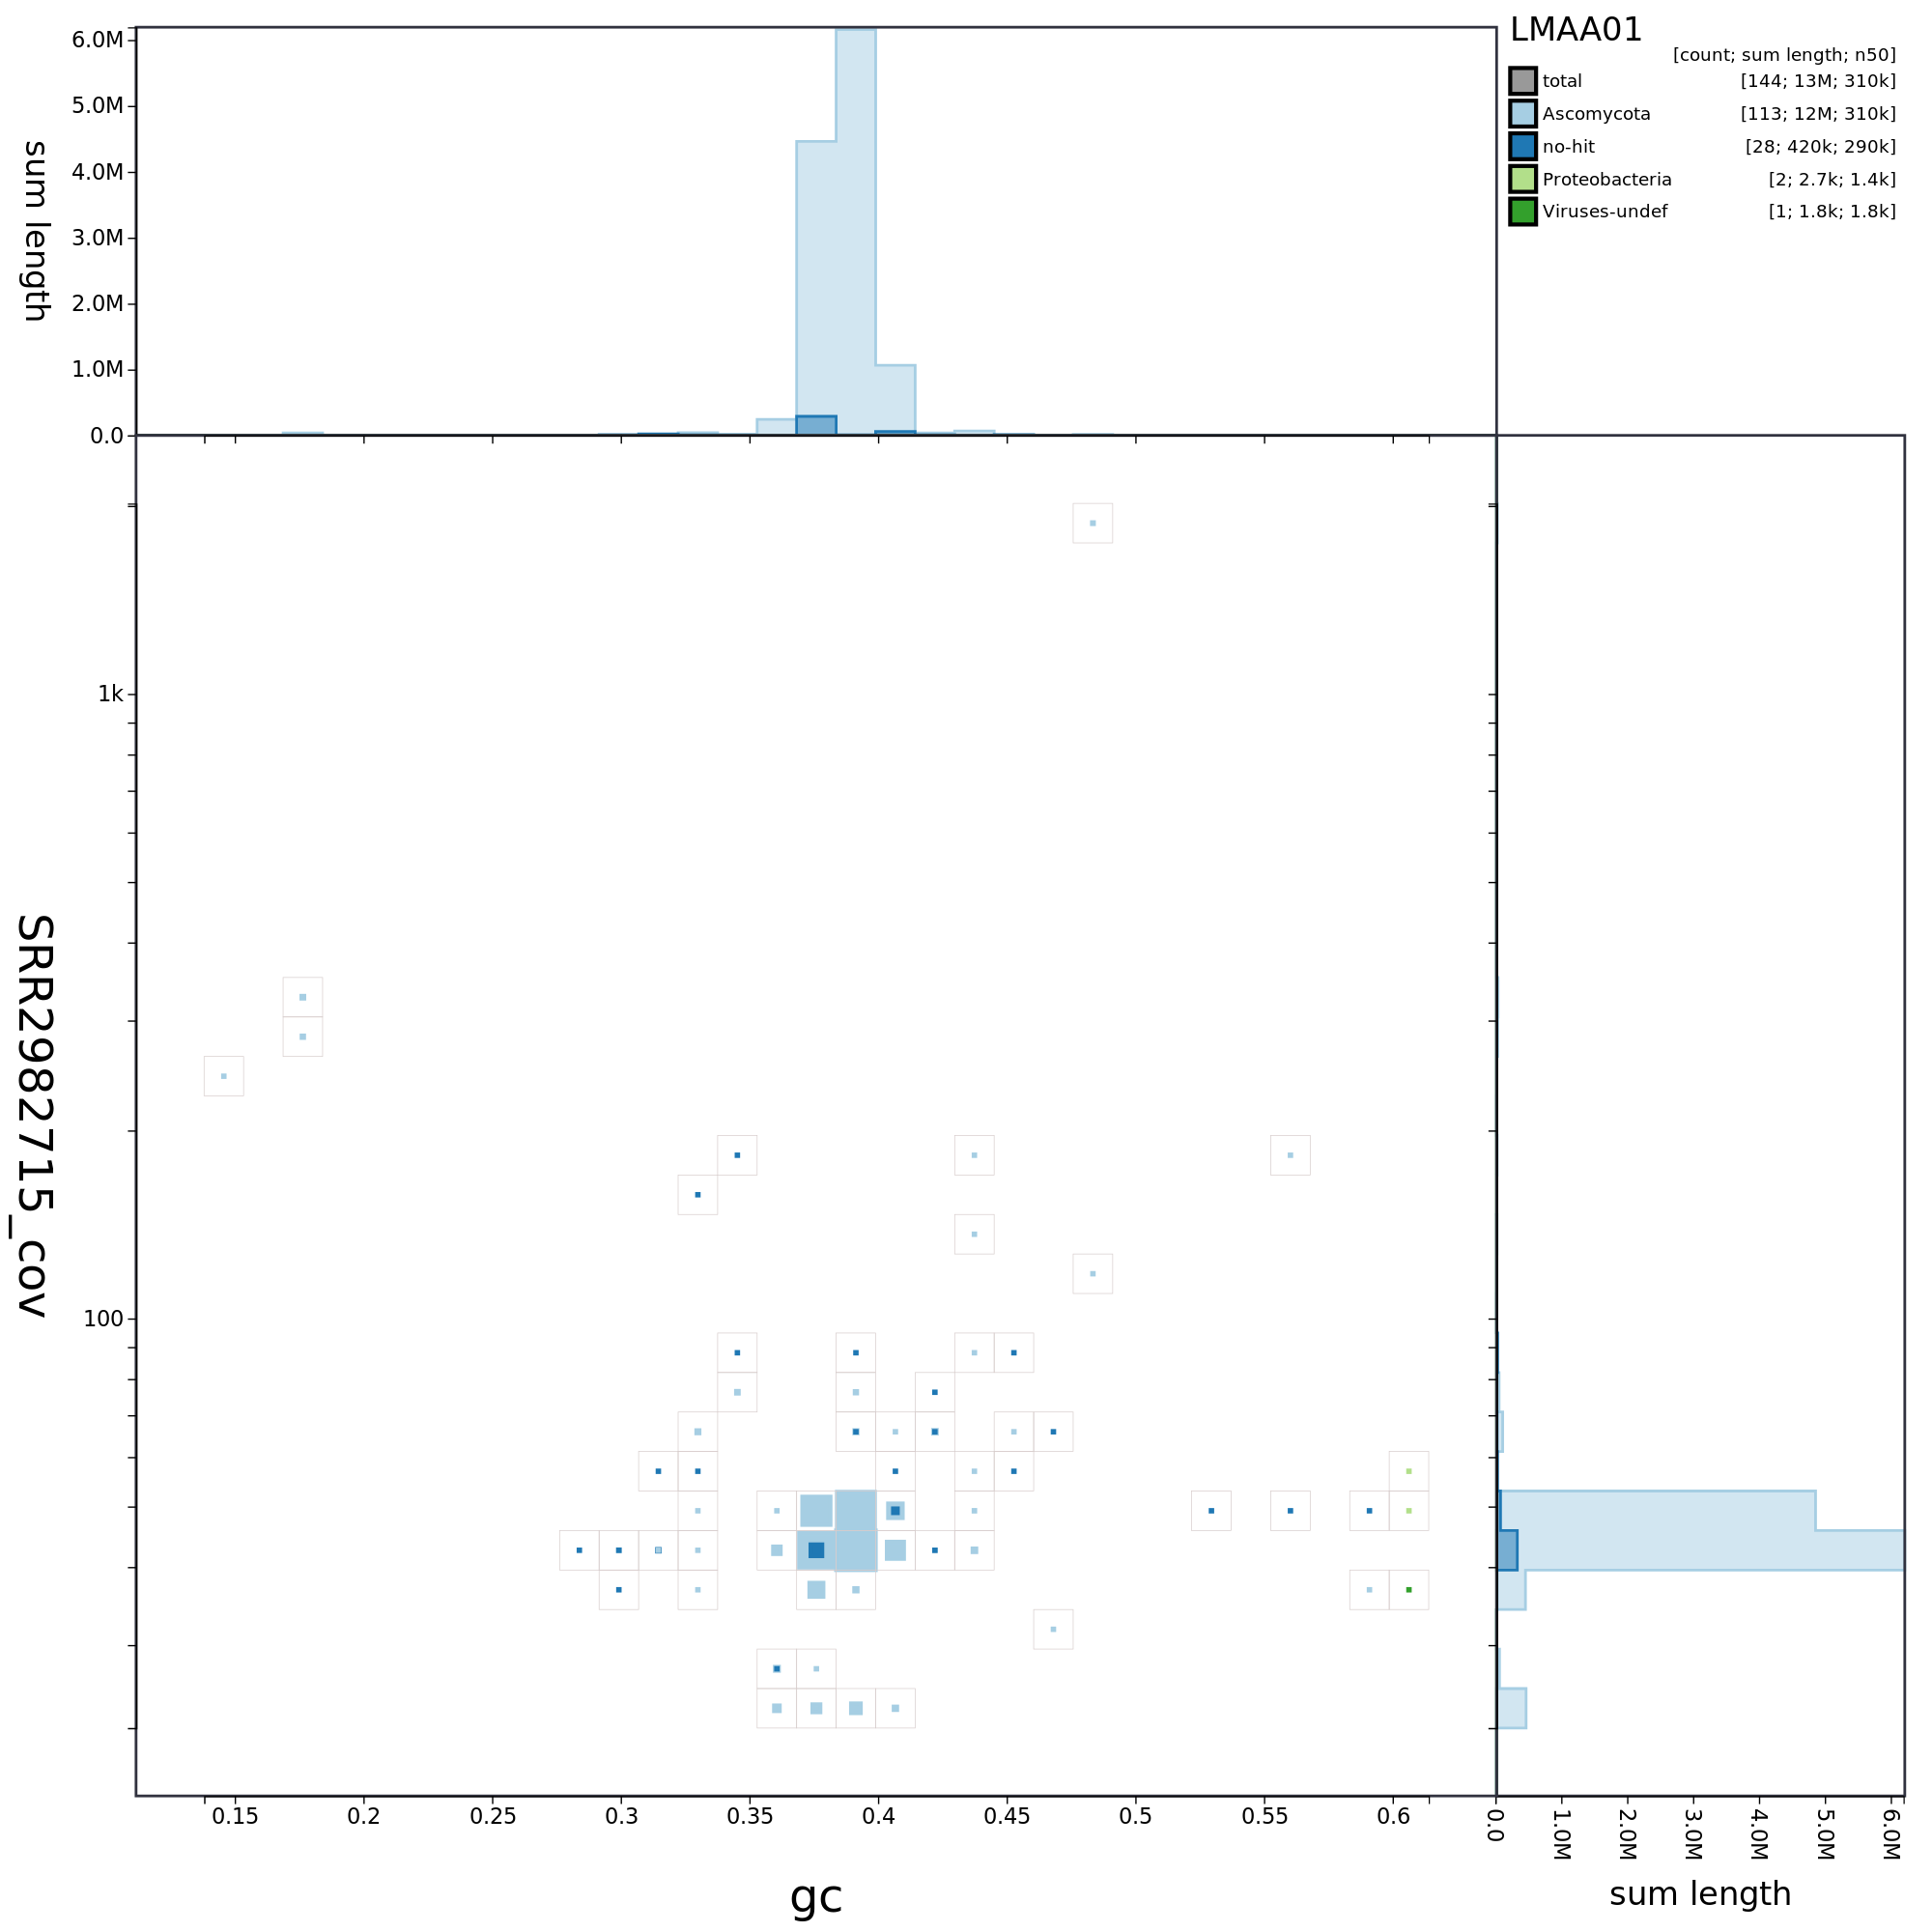 LMAA01
[count; sum length; n50]
total [144; 13M; 310k]
Ascomycota [113; 12M; 310k]
no-hit [28; 420k; 290k]
Proteobacteria [2; 2.7k; 1.4k]
Viruses-undef [1; 1.8k; 1.8k]
sum length
6.0M
5.0M
4.0M
3.0M
2.0M
1.0M
0.0
SRR2982715_cov
1k
100
0.15 0.2 0.25 0.3 0.35 0.4 0.45 0.5 0.55 0.6
gc
0.0 1.0M 2.0M 3.0M 4.0M 5.0M 6.0M
sum length